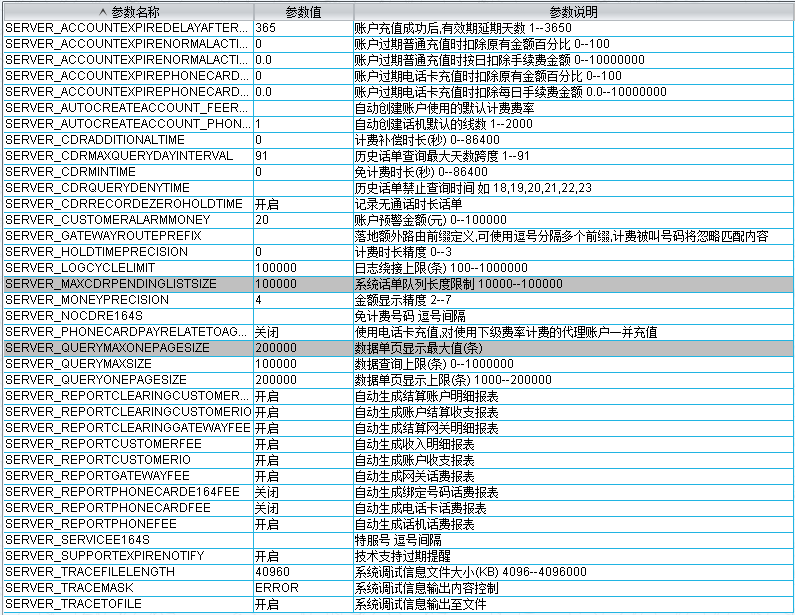 参数名称 参数值 参数说明
SERVER_ACCOUNTEXPIREDELAYAFTER... 365 账户充值成功后,有效期延期天数 1--3650
SERVER_ACCOUNTEXPIRENORMALACTI... 0 账户过期普通充值时扣除原有金额百分比 0--100
SERVER_ACCOUNTEXPIRENORMALACTI... 0.0 账户过期普通充值时按日扣除手续费金额 0--10000000
SERVER_ACCOUNTEXPIREPHONECARD... 0 账户过期电话卡充值时扣除原有金额百分比 0--100
SERVER_ACCOUNTEXPIREPHONECARD... 0.0 账户过期电话卡充值时扣除每日手续费金额 0.0--10000000
SERVER_AUTOCREATEACCOUNT_FEER... 自动创建账户使用的默认计费费率
SERVER_AUTOCREATEACCOUNT_PHON... 1 自动创建话机默认的线数 1--2000
SERVER_CDRADDITIONALTIME 0 计费补偿时长(秒) 0--86400
SERVER_CDRMAXQUERYDAYINTERVAL 91 历史话单查询最大天数跨度 1--91
SERVER_CDRMINTIME 0 免计费时长(秒) 0--86400
SERVER_CDRQUERYDENYTIME 历史话单禁止查询时间 如 18,19,20,21,22,23
SERVER_CDRRECORDEZEROHOLDTIME 开启 记录无通话时长话单
SERVER_CUSTOMERALARMMONEY 20 账户预警金额(元) 0--100000
SERVER_GATEWAYROUTEPREFIX 落地额外路由前缀定义,可使用逗号分隔多个前缀,计费被叫号码将忽略匹配内容
SERVER_HOLDTIMEPRECISION 0 计费时长精度 0--3
SERVER_LOGCYCLELIMIT 100000 日志绕接上限(条) 100--1000000
SERVER_MAXCDRPENDINGLISTSIZE 100000 系统话单队列长度限制 10000--100000
SERVER_MONEYPRECISION 4 金额显示精度 2--7
SERVER_NOCDRE164S 免计费号码 逗号间隔
SERVER_PHONECARDPAYRELATETOAG... 关闭 使用电话卡充值,对使用下级费率计费的代理账户一并充值
SERVER_QUERYMAXONEPAGESIZE 200000 数据单页显示最大值(条)
SERVER_QUERYMAXSIZE 100000 数据查询上限(条) 0--1000000
SERVER_QUERYONEPAGESIZE 200000 数据单页显示上限(条) 1000--200000
SERVER_REPORTCLEARINGCUSTOMER... 开启 自动生成结算账户明细报表
SERVER_REPORTCLEARINGCUSTOMERIO 开启 自动生成账户结算收支报表
SERVER_REPORTCLEARINGGATEWAYFEE 开启 自动生成结算网关明细报表
SERVER_REPORTCUSTOMERFEE 开启 自动生成收入明细报表
SERVER_REPORTCUSTOMERIO 开启 自动生成账户收支报表
SERVER_REPORTGATEWAYFEE 开启 自动生成网关话费报表
SERVER_REPORTPHONECARDE164FEE 关闭 自动生成绑定号码话费报表
SERVER_REPORTPHONECARDFEE 关闭 自动生成电话卡话费报表
SERVER_REPORTPHONEFEE 开启 自动生成话机话费报表
SERVER_SERVICEE164S 特服号 逗号间隔
SERVER_SUPPORTEXPIRENOTIFY 开启 技术支持过期提醒
SERVER_TRACEFILELENGTH 40960 系统调试信息文件大小(KB) 4096--4096000
SERVER_TRACEMASK ERROR 系统调试信息输出内容控制
SERVER_TRACETOFILE 开启 系统调试信息输出至文件